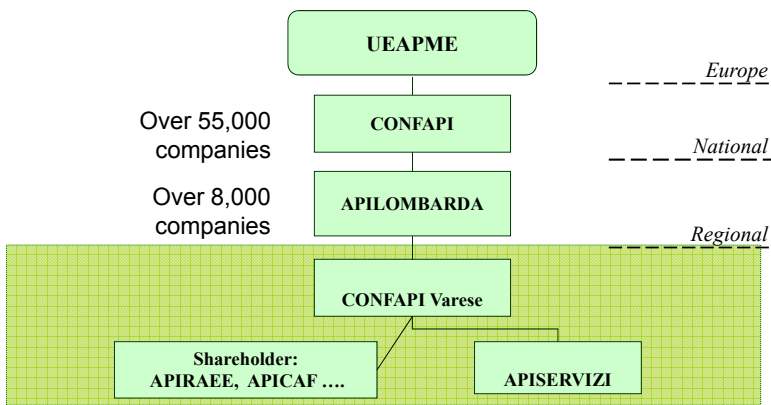 UEAPME
Europe
Over 55,000
companies
CONFAPI
National
Over 8,000
companies
APILOMBARDA
Regional
CONFAPI Varese
Shareholder:
APIRAEE, APICAF ....
APISERVIZI